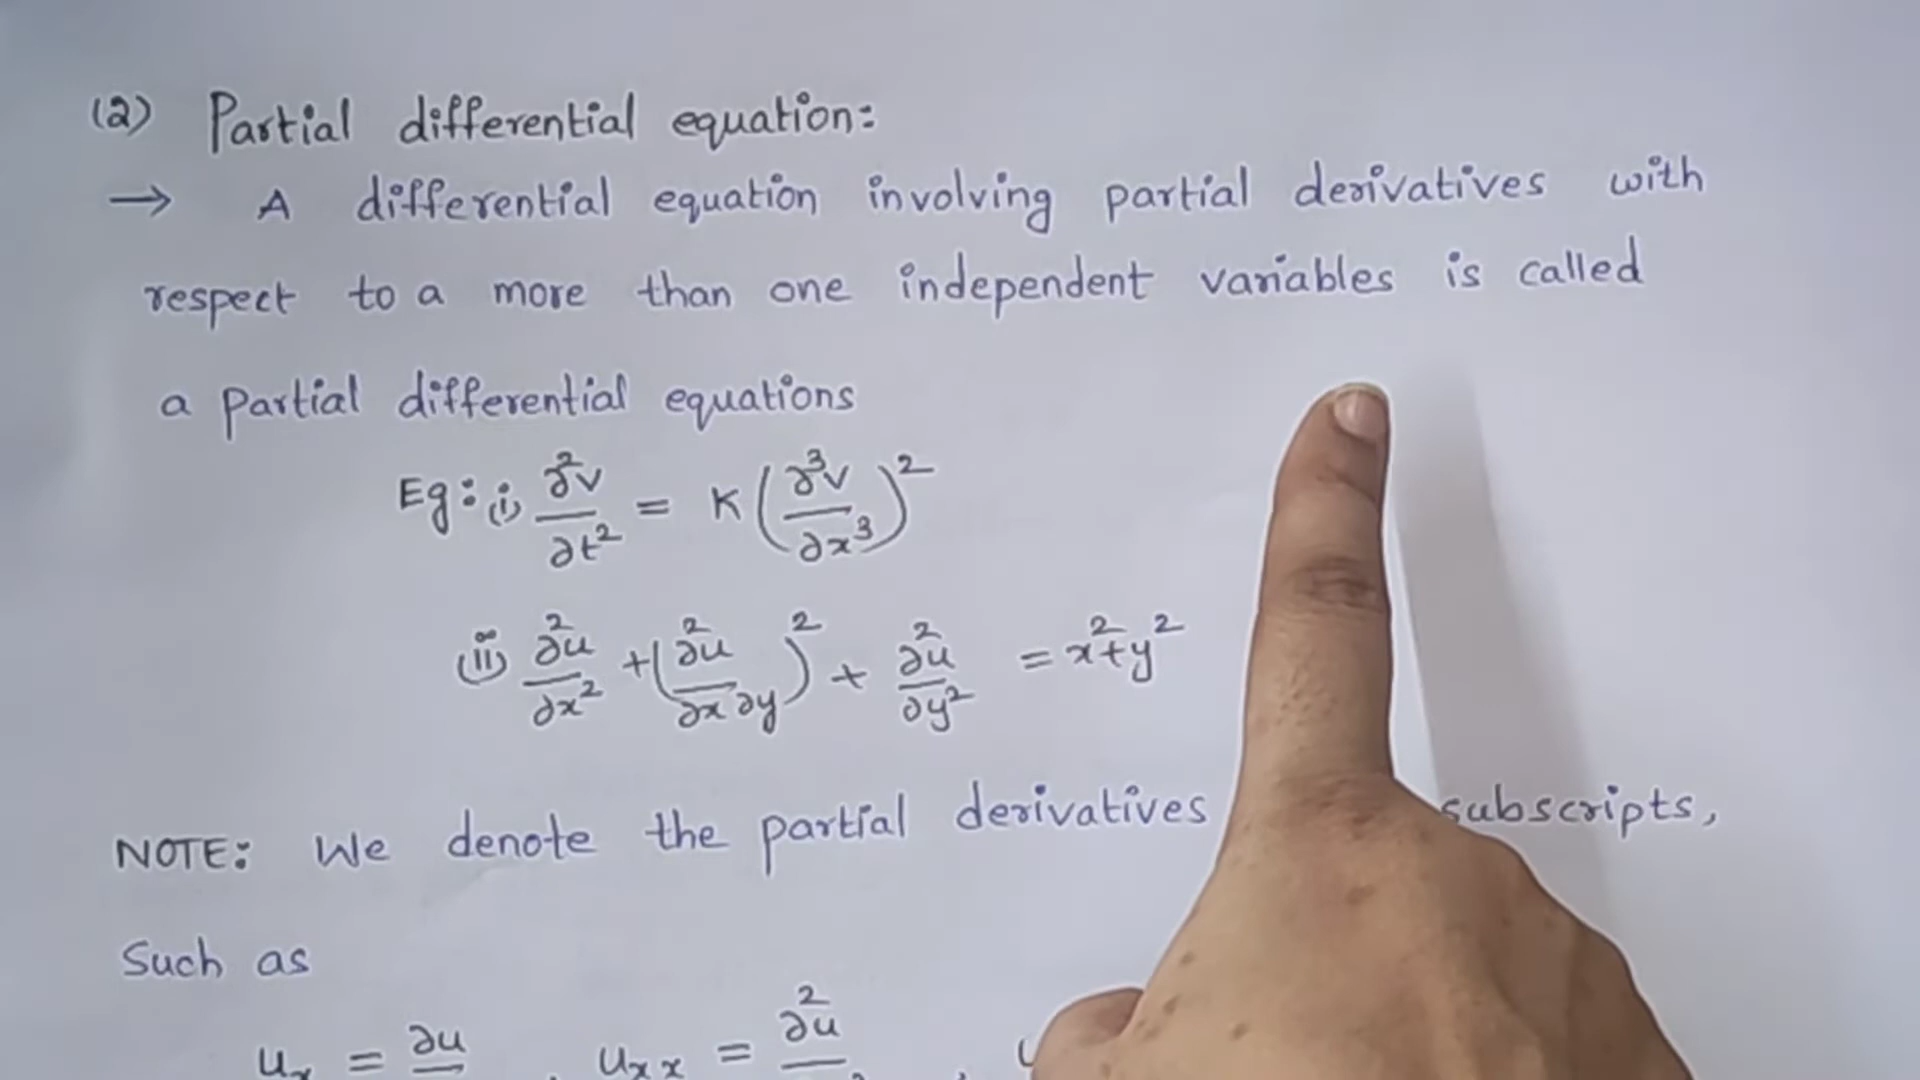 (2) Partial differential equation:
→ A differential equation involving partial derivatives with
respect to a more than one independent variables is called
a partial differential equations
Eg: (i) ∂²v/∂t² = K(∂³v/∂x³)²
(ii) ∂²u/∂x² + (∂²u/∂x∂y)² + ∂²u/∂y² = x²+y²
NOTE: We denote the partial derivatives subscripts,
Such as
uₓ = ∂u , uₓₓ = ∂²u ,